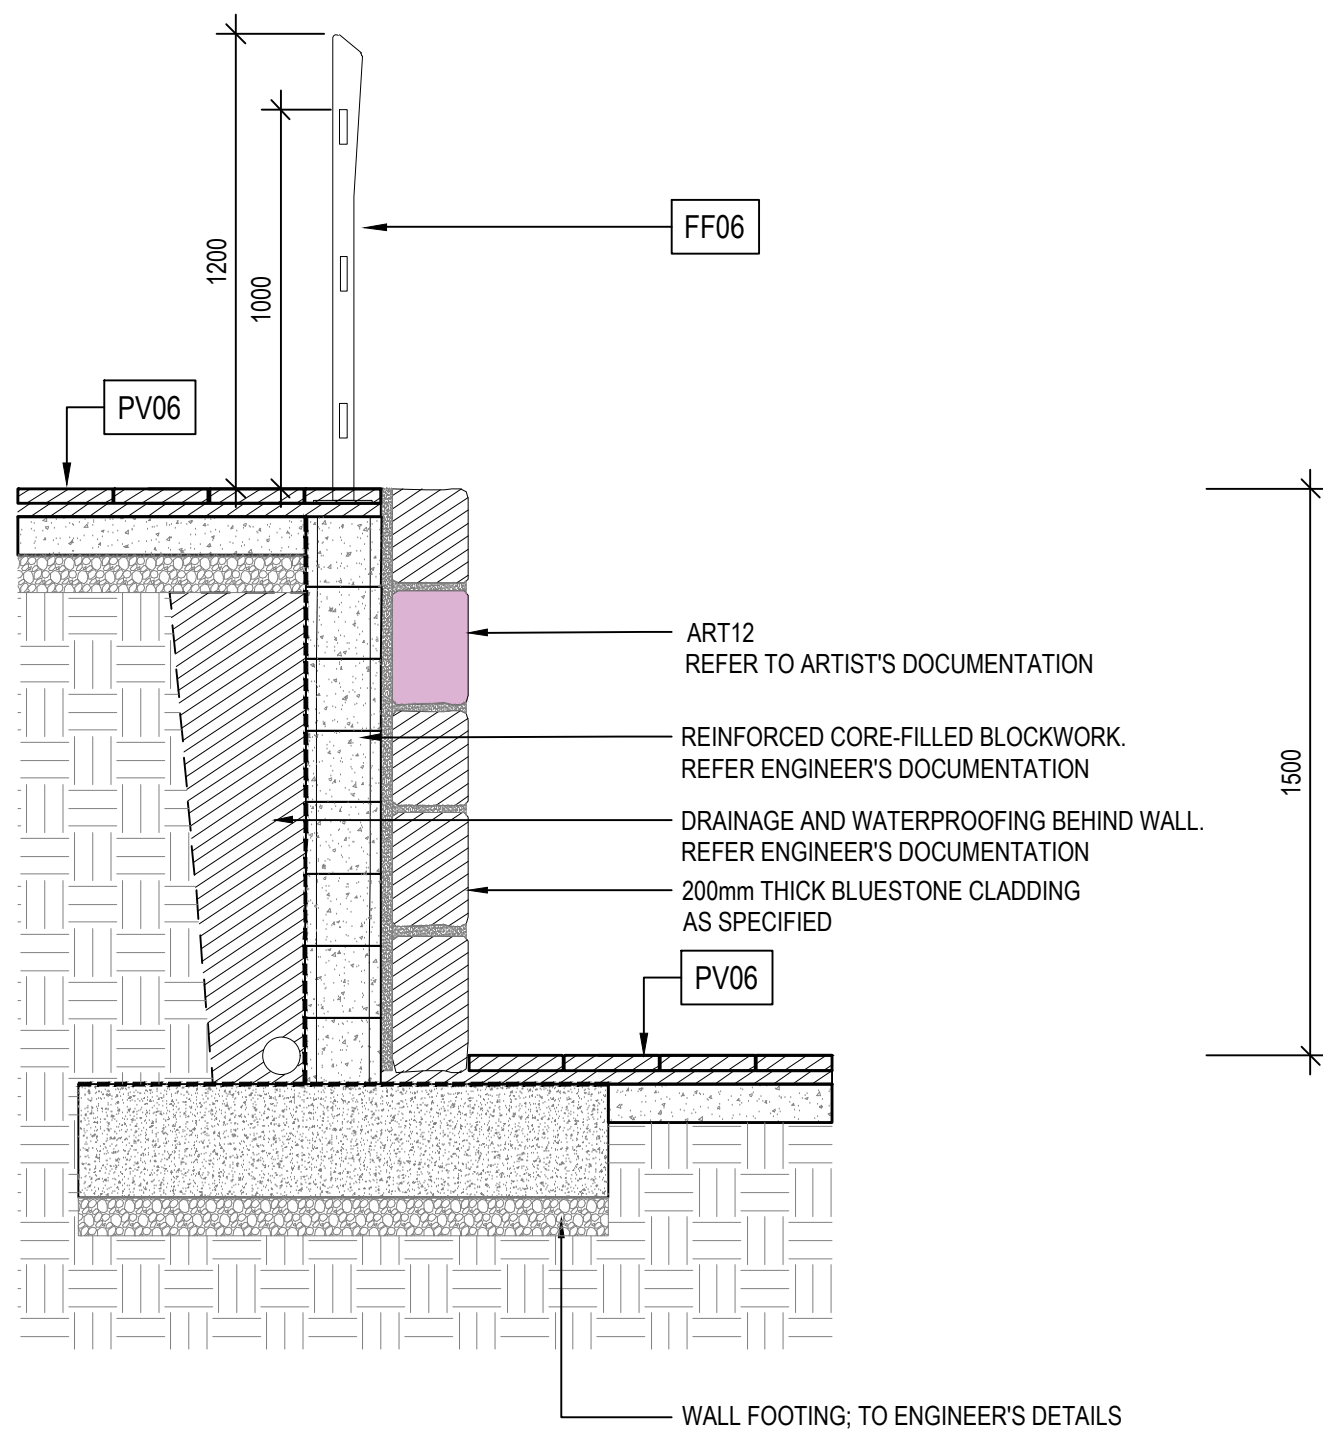 1200
1000
FF06
PV06
ART12
REFER TO ARTIST'S DOCUMENTATION
REINFORCED CORE-FILLED BLOCKWORK.
REFER ENGINEER'S DOCUMENTATION
1500
DRAINAGE AND WATERPROOFING BEHIND WALL.
REFER ENGINEER'S DOCUMENTATION
200mm THICK BLUESTONE CLADDING
AS SPECIFIED
PV06
WALL FOOTING; TO ENGINEER'S DETAILS